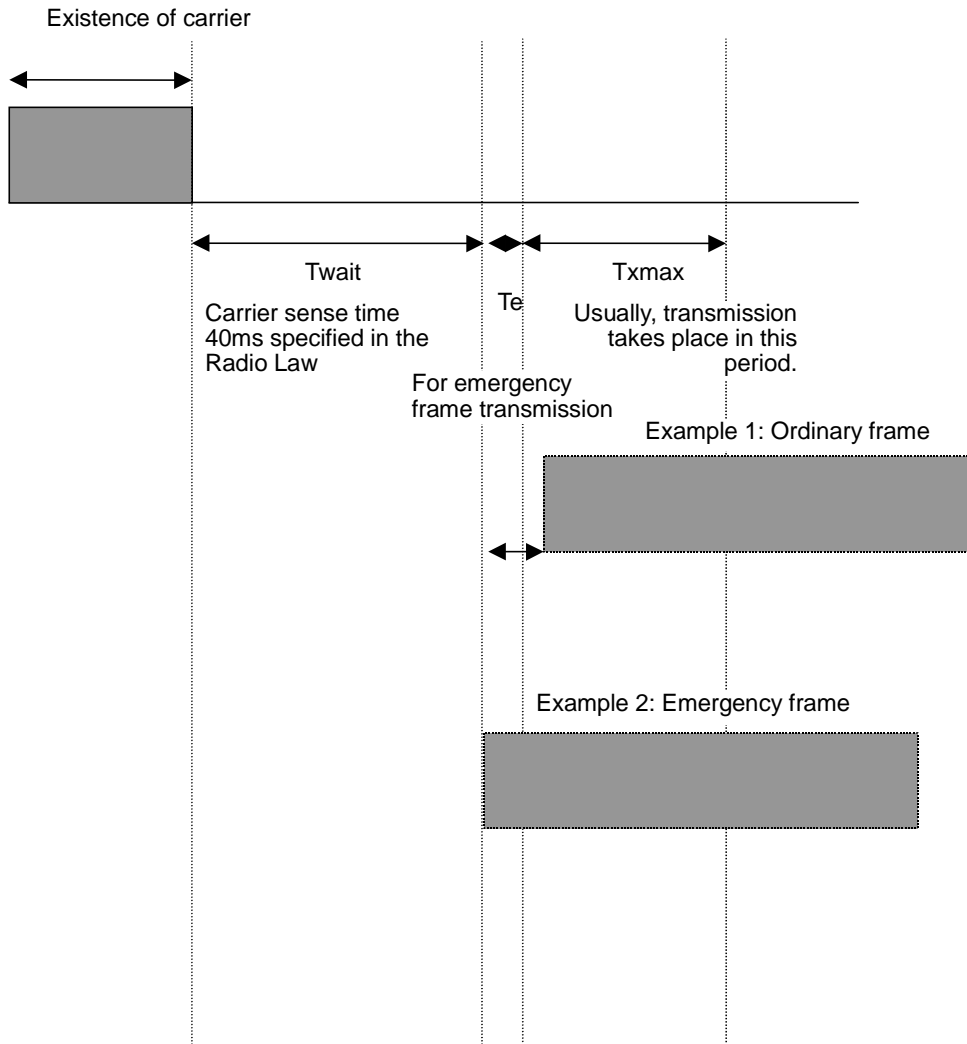 Existence of carrier
Twait
Te
Txmax
Carrier sense time
40ms specified in the
Radio Law
Usually, transmission
takes place in this
period.
For emergency
frame transmission
Example 1: Ordinary frame
Example 2: Emergency frame